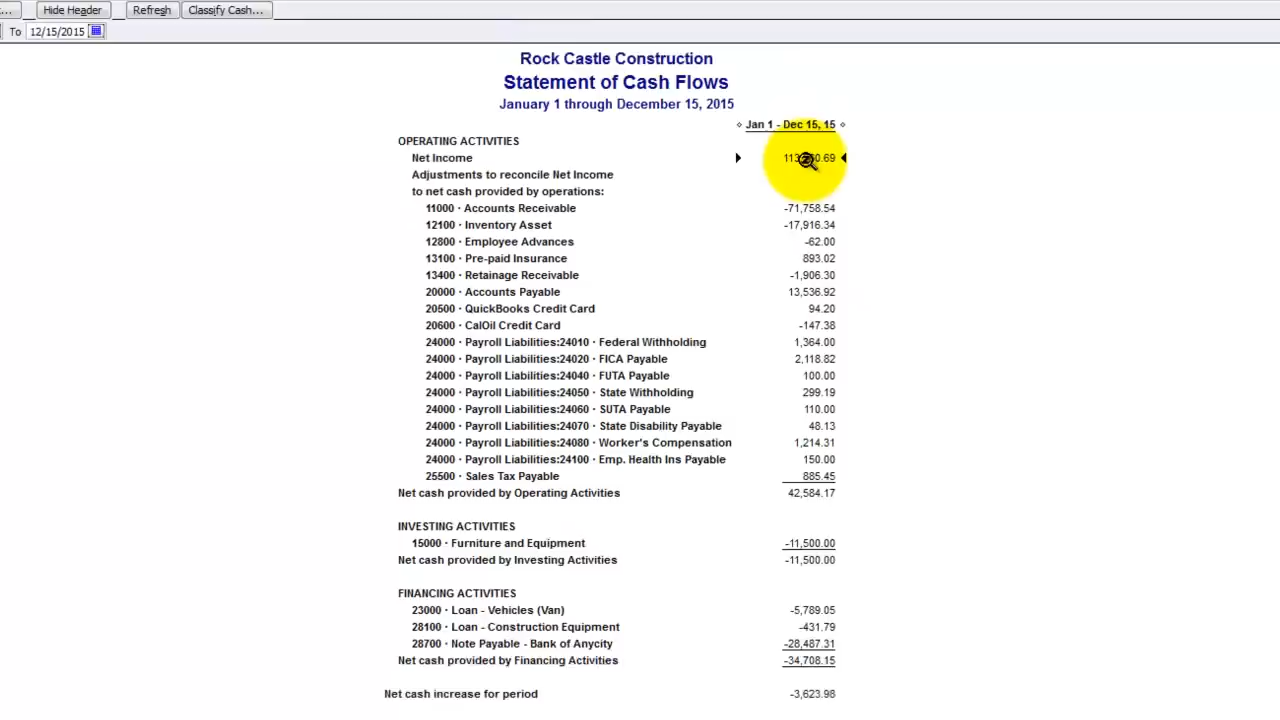 ... Hide Header Refresh Classify Cash...
To 12/15/2015
Rock Castle Construction
Statement of Cash Flows
January 1 through December 15, 2015
Jan 1 - Dec 15, 15
OPERATING ACTIVITIES
Net Income
Adjustments to reconcile Net Income
to net cash provided by operations:
11000 · Accounts Receivable -71,758.54
12100 · Inventory Asset -17,916.34
12800 · Employee Advances -62.00
13100 · Pre-paid Insurance 893.02
13400 · Retainage Receivable -1,906.30
20000 · Accounts Payable 13,536.92
20500 · QuickBooks Credit Card 94.20
20600 · CalOil Credit Card -147.38
24000 · Payroll Liabilities:24010 · Federal Withholding 1,364.00
24000 · Payroll Liabilities:24020 · FICA Payable 2,118.82
24000 · Payroll Liabilities:24040 · FUTA Payable 100.00
24000 · Payroll Liabilities:24050 · State Withholding 299.19
24000 · Payroll Liabilities:24060 · SUTA Payable 110.00
24000 · Payroll Liabilities:24070 · State Disability Payable 48.13
24000 · Payroll Liabilities:24080 · Worker's Compensation 1,214.31
24000 · Payroll Liabilities:24100 · Emp. Health Ins Payable 150.00
25500 · Sales Tax Payable 885.45
Net cash provided by Operating Activities 42,584.17
INVESTING ACTIVITIES
15000 · Furniture and Equipment -11,500.00
Net cash provided by Investing Activities -11,500.00
FINANCING ACTIVITIES
23000 · Loan - Vehicles (Van) -5,789.05
28100 · Loan - Construction Equipment -431.79
28700 · Note Payable - Bank of Anycity -28,487.31
Net cash provided by Financing Activities -34,708.15
Net cash increase for period -3,623.98